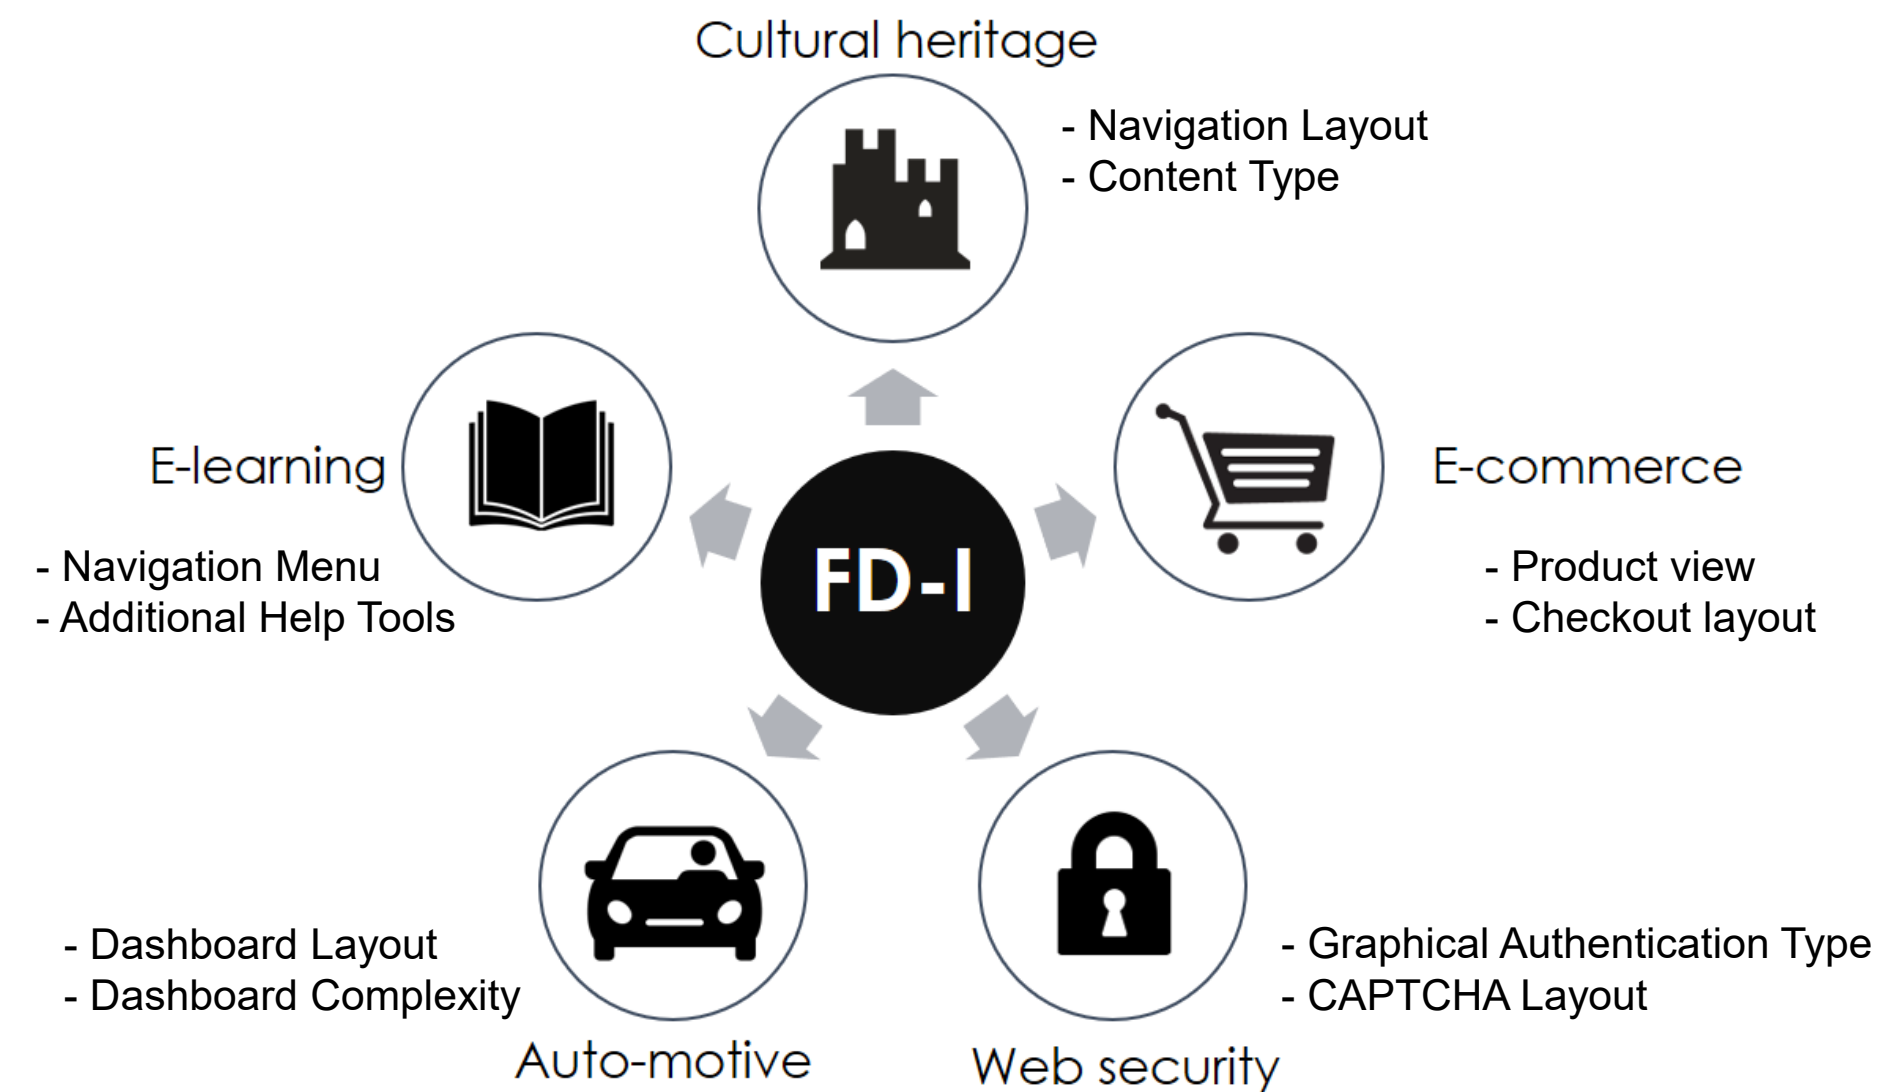 Cultural heritage
- Navigation Layout
- Content Type
E-learning
- Navigation Menu
- Additional Help Tools
FD-I
E-commerce
- Product view
- Checkout layout
- Dashboard Layout
- Dashboard Complexity
Auto-motive
- Graphical Authentication Type
- CAPTCHA Layout
Web security